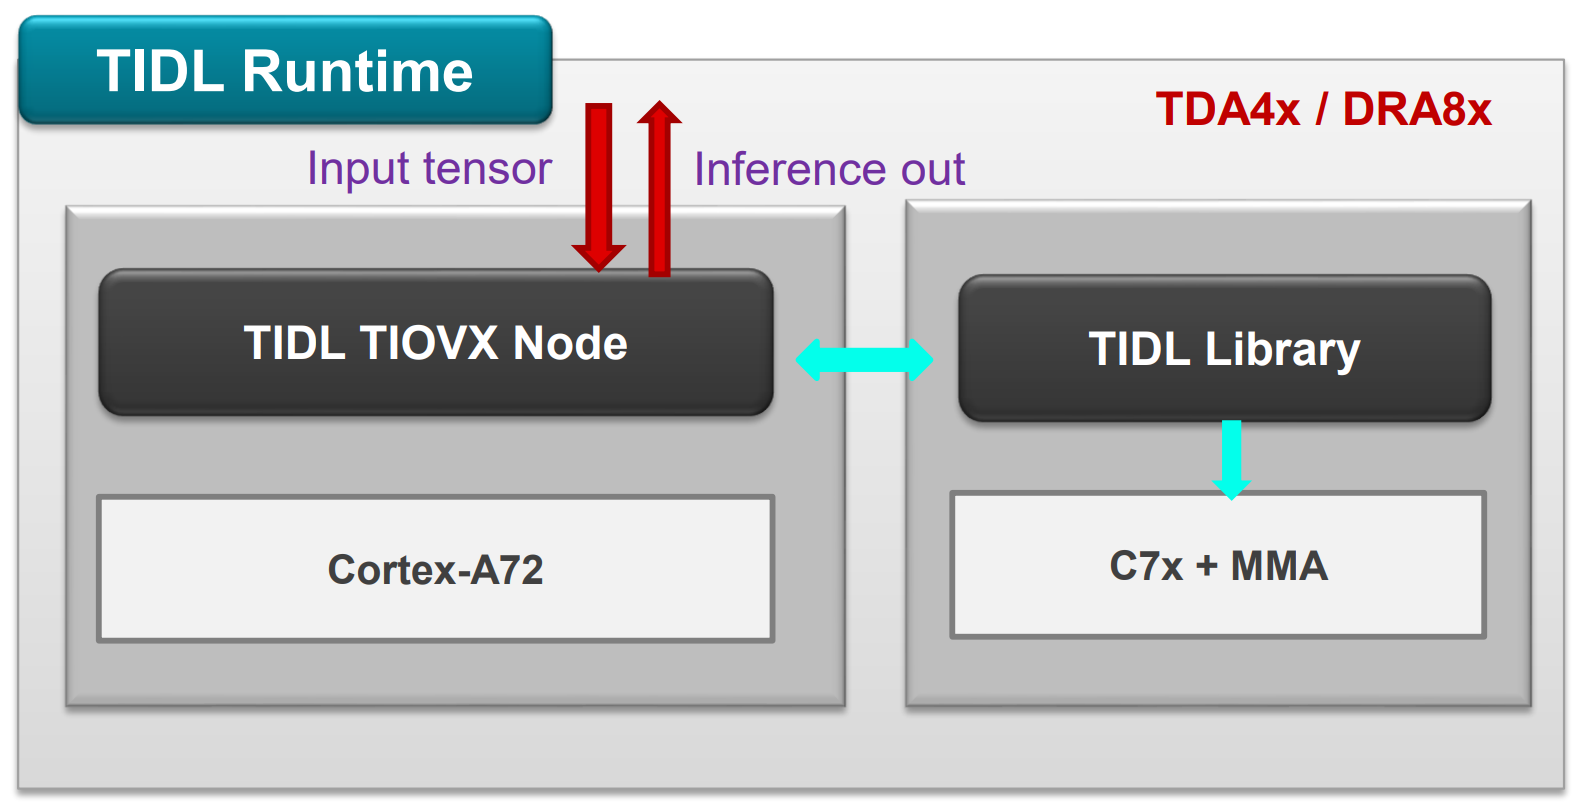 TIDL Runtime
TDA4x / DRA8x
Input tensor
Inference out
TIDL TIOVX Node
TIDL Library
Cortex-A72
C7x + MMA